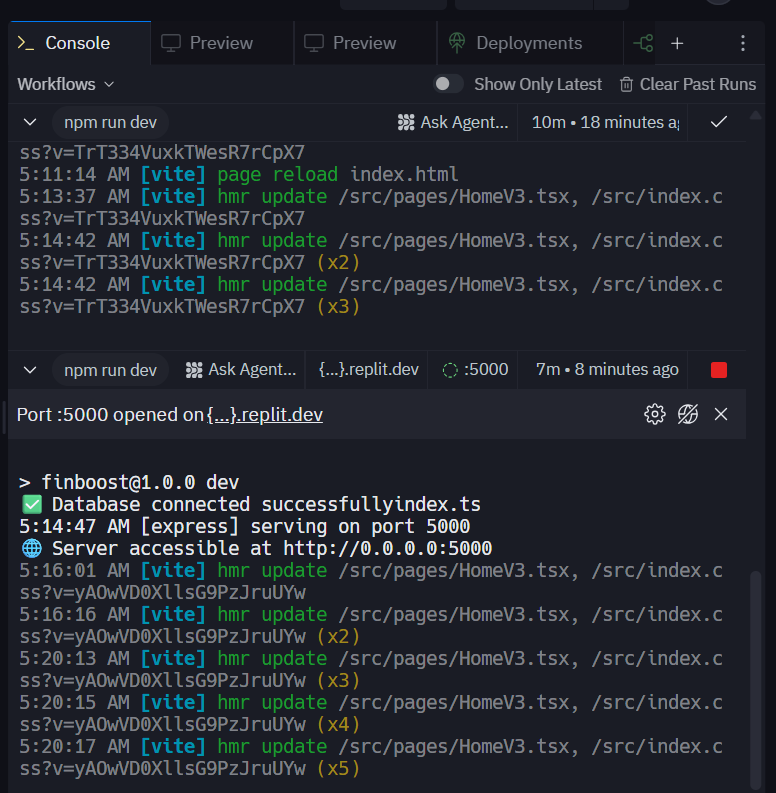 Console
Preview
Preview
Deployments
Workflows
Show Only Latest
Clear Past Runs
npm run dev
Ask Agent...
10m • 18 minutes a
ss?v=TrT334VuxkTWesR7rCpX7
5:11:14 AM [vite] page reload index.html
5:13:37 AM [vite] hmr update /src/pages/HomeV3.tsx, /src/index.c
ss?v=TrT334VuxkTWesR7rCpX7
5:14:42 AM [vite] hmr update /src/pages/HomeV3.tsx, /src/index.c
ss?v=TrT334VuxkTWesR7rCpX7 (x2)
5:14:42 AM [vite] hmr update /src/pages/HomeV3.tsx, /src/index.c
ss?v=TrT334VuxkTWesR7rCpX7 (x3)
npm run dev
Ask Agent...
{...}.replit.dev
:5000
7m • 8 minutes ago
Port :5000 opened on {...}.replit.dev
> finboost@1.0.0 dev
✅ Database connected successfullyindex.ts
5:14:47 AM [express] serving on port 5000
🌐 Server accessible at http://0.0.0.0:5000
5:16:01 AM [vite] hmr update /src/pages/HomeV3.tsx, /src/index.c
ss?v=yAOwVD0XllsG9PzJruUYw
5:16:16 AM [vite] hmr update /src/pages/HomeV3.tsx, /src/index.c
ss?v=yAOwVD0XllsG9PzJruUYw (x2)
5:20:13 AM [vite] hmr update /src/pages/HomeV3.tsx, /src/index.c
ss?v=yAOwVD0XllsG9PzJruUYw (x3)
5:20:15 AM [vite] hmr update /src/pages/HomeV3.tsx, /src/index.c
ss?v=yAOwVD0XllsG9PzJruUYw (x4)
5:20:17 AM [vite] hmr update /src/pages/HomeV3.tsx, /src/index.c
ss?v=yAOwVD0XllsG9PzJruUYw (x5)